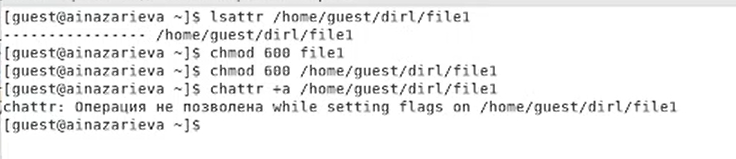 [guest@ainazarieva ~]$ lsattr /home/guest/dirl/file1
--------------- /home/guest/dirl/file1
[guest@ainazarieva ~]$ chmod 600 file1
[guest@ainazarieva ~]$ chmod 600 /home/guest/dirl/file1
[guest@ainazarieva ~]$ chattr +a /home/guest/dirl/file1
chattr: Операция не позволена while setting flags on /home/guest/dirl/file1
[guest@ainazarieva ~]$